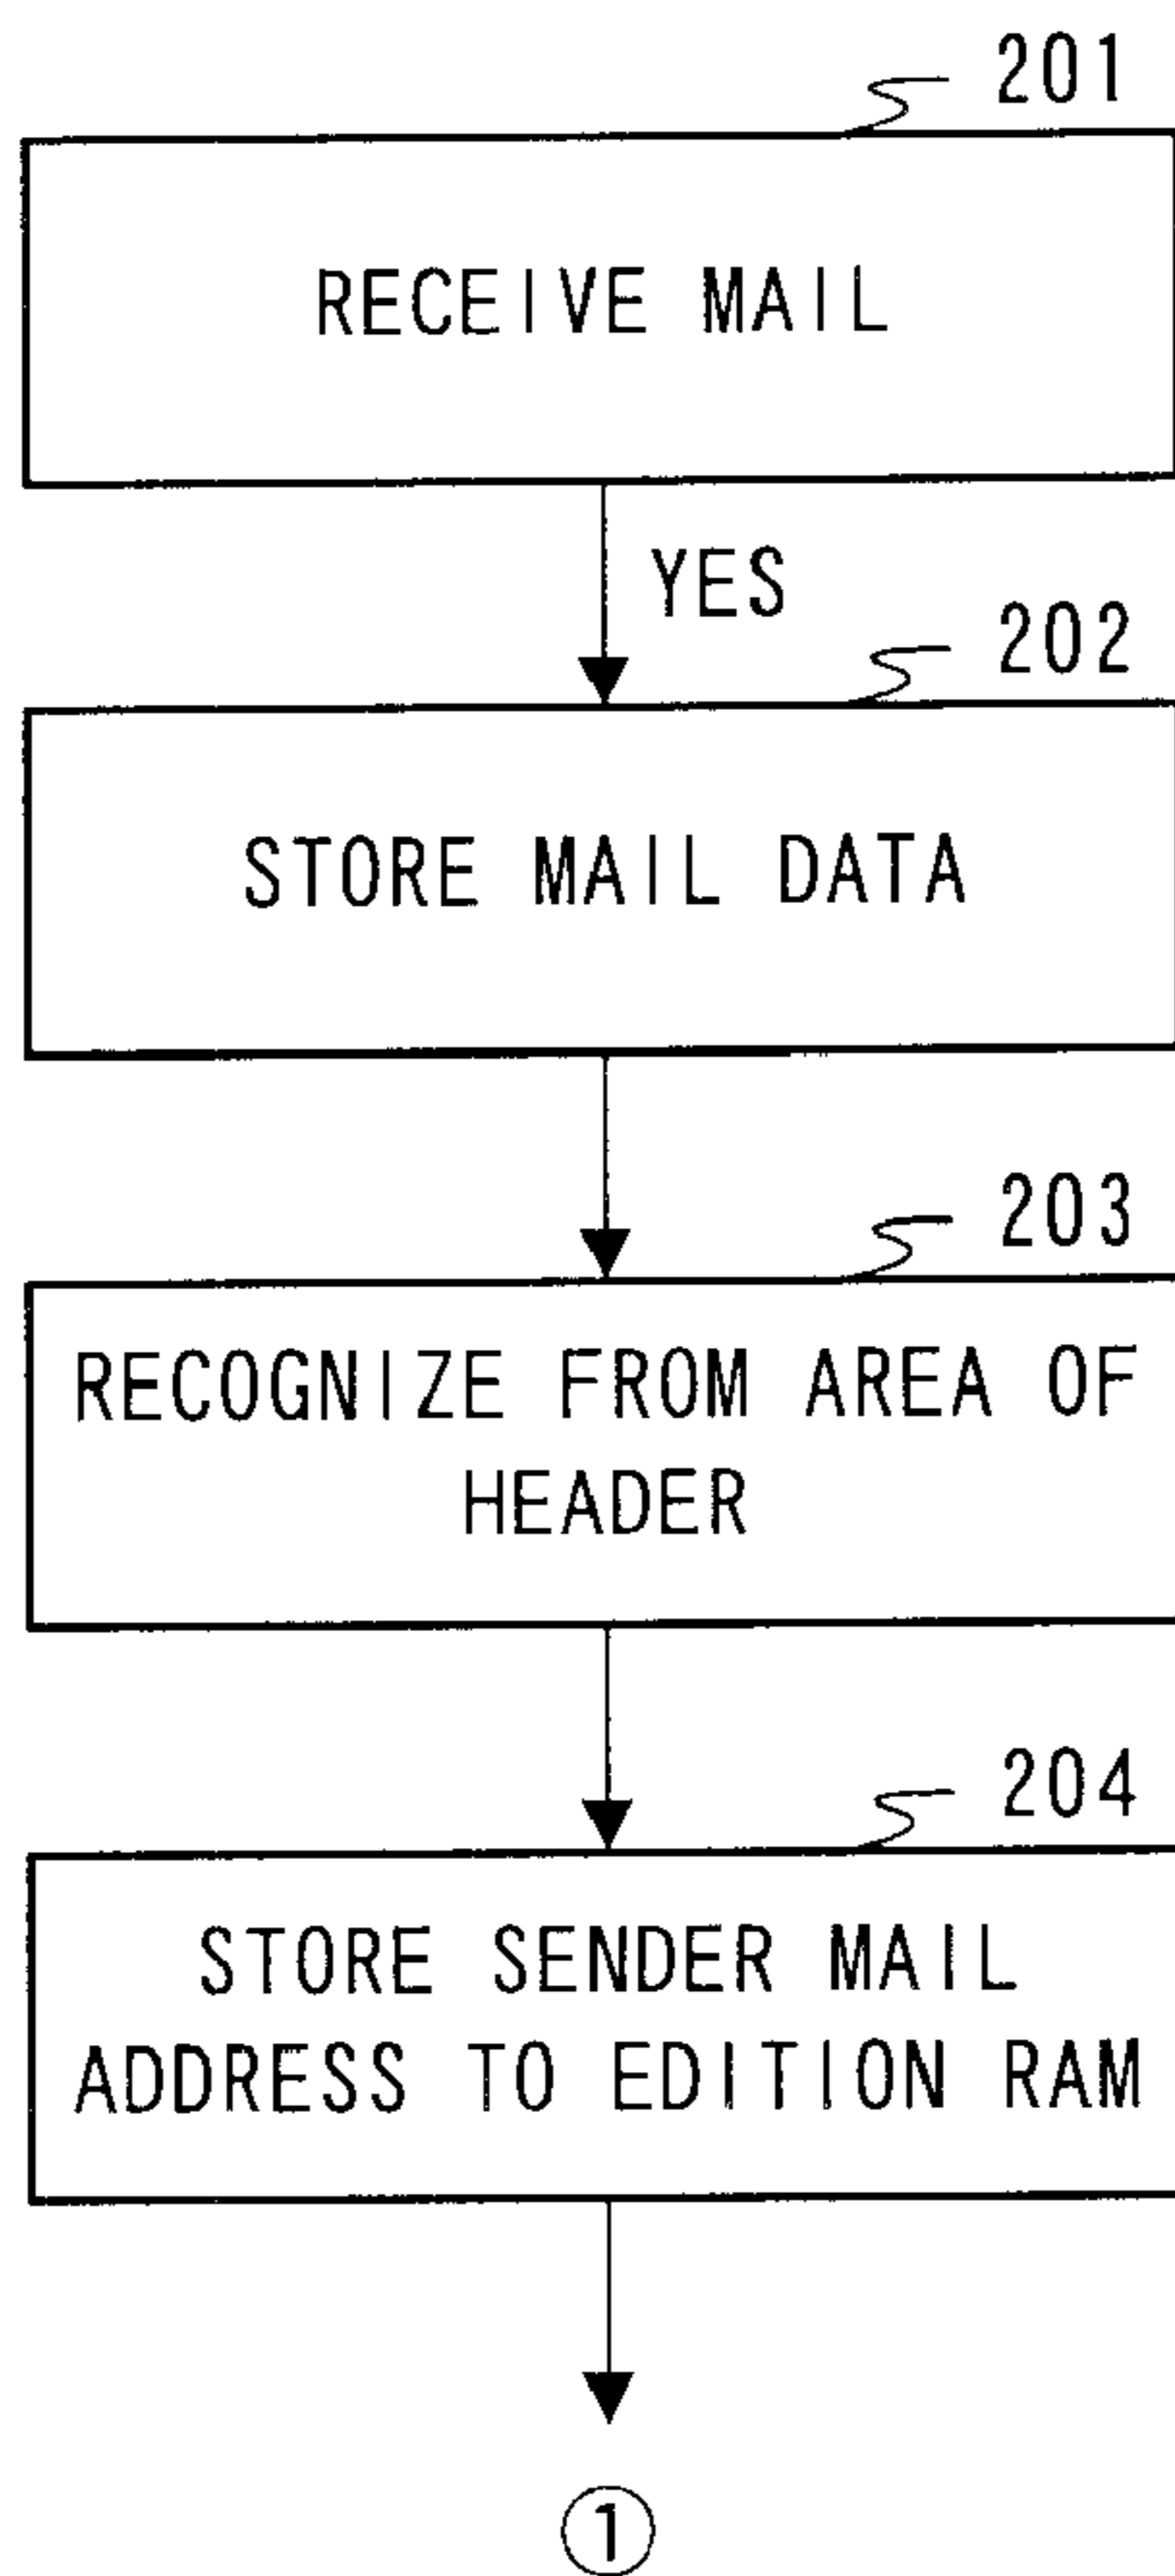 201
RECEIVE MAIL
YES
202
STORE MAIL DATA
203
RECOGNIZE FROM AREA OF
HEADER
204
STORE SENDER MAIL
ADDRESS TO EDITION RAM
①